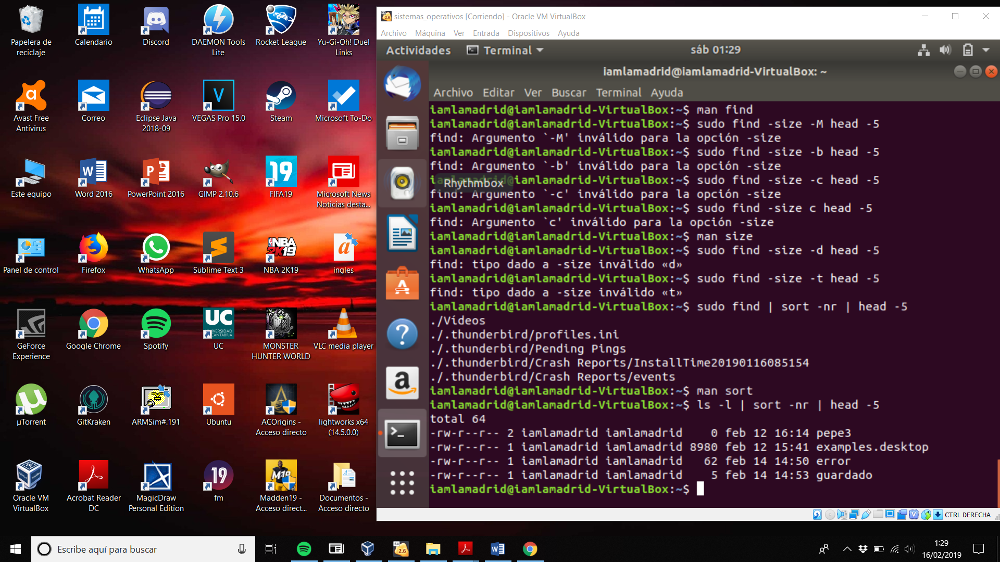 Papelera de
reciclaje
Calendario
Discord
DAEMON Tools
Lite
Rocket League
Yu-Gi-Oh! Duel
Links
Avast Free
Antivirus
Correo
Eclipse Java
2018-09
VEGAS Pro 15.0
Steam
Microsoft To-Do
Este equipo
Word 2016
PowerPoint 2016
GIMP 2.10.6
19
FIFA19
Microsoft News
Noticias desta...
Panel de control
Firefox
WhatsApp
Sublime Text 3
NBA
2K19
NBA 2K19
ingles
GeForce
Experience
Google Chrome
Spotify
UC
UNIVERSIDAD
CANTABRIA
UC
MONSTER
HUNTER WORLD
VLC media player
µTorrent
GitKraken
ARMSim#.191
Ubuntu
ACOrigins -
Acceso directo
lightworks x64
(14.5.0.0)
Oracle VM
VirtualBox
Acrobat Reader
DC
MagicDraw
Personal Edition
19
fm
M19
Madden19 -
Acceso direct...
Documentos -
Acceso directo
sistemas_operativos [Corriendo] - Oracle VM VirtualBox
Archivo Máquina Ver Entrada Dispositivos Ayuda
Actividades Terminal sáb 01:29
iamlamadrid@iamlamadrid-VirtualBox: ~
Archivo Editar Ver Buscar Terminal Ayuda
iamlamadrid@iamlamadrid-VirtualBox:~$ man find
iamlamadrid@iamlamadrid-VirtualBox:~$ sudo find -size -M head -5
find: Argumento `-M' inválido para la opción -size
iamlamadrid@iamlamadrid-VirtualBox:~$ sudo find -size -b head -5
find: Argumento `-b' inválido para la opción -size
iamlamadrid@iamlamadrid-VirtualBox:~$ sudo find -size -c head -5
Rhythmbox
find: Argumento `-c' inválido para la opción -size
iamlamadrid@iamlamadrid-VirtualBox:~$ sudo find -size c head -5
find: Argumento `c' inválido para la opción -size
iamlamadrid@iamlamadrid-VirtualBox:~$ man size
iamlamadrid@iamlamadrid-VirtualBox:~$ sudo find -size -d head -5
find: tipo dado a -size inválido «d»
iamlamadrid@iamlamadrid-VirtualBox:~$ sudo find -size -t head -5
find: tipo dado a -size inválido «t»
iamlamadrid@iamlamadrid-VirtualBox:~$ sudo find | sort -nr | head -5
./Vídeos
./.thunderbird/profiles.ini
./.thunderbird/Pending Pings
./.thunderbird/Crash Reports/InstallTime20190116085154
./.thunderbird/Crash Reports/events
iamlamadrid@iamlamadrid-VirtualBox:~$ man sort
iamlamadrid@iamlamadrid-VirtualBox:~$ ls -l | sort -nr | head -5
total 64
-rw-r--r-- 2 iamlamadrid iamlamadrid 0 feb 12 16:14 pepe3
-rw-r--r-- 1 iamlamadrid iamlamadrid 8980 feb 12 15:41 examples.desktop
-rw-r--r-- 1 iamlamadrid iamlamadrid 62 feb 14 14:50 error
-rw-r--r-- 1 iamlamadrid iamlamadrid 5 feb 14 14:53 guardado
iamlamadrid@iamlamadrid-VirtualBox:~$
CTRL DERECHA
Escribe aquí para buscar
1:29
16/02/2019